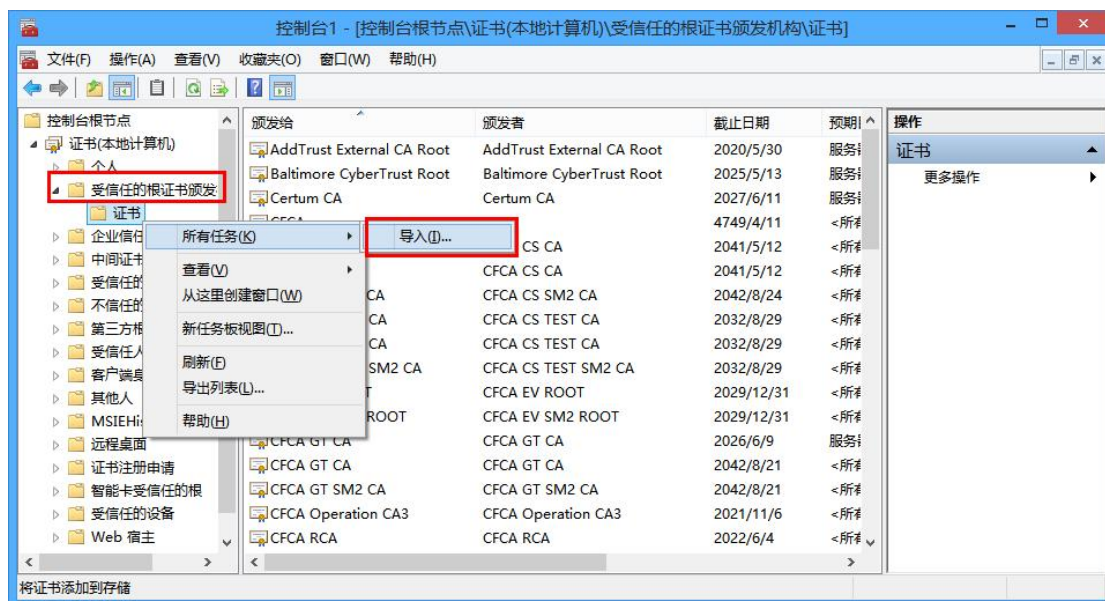 控制台1 - [控制台根节点\证书(本地计算机)\受信任的根证书颁发机构\证书]
文件(F) 操作(A) 查看(V) 收藏夹(O) 窗口(W) 帮助(H)
控制台根节点
证书(本地计算机)
个人
受信任的根证书颁发
证书
企业信任
中间证书
受信任的
不信任的
第三方根
受信任人
客户端身
其他人
MSIEHis
远程桌面
证书注册申请
智能卡受信任的根
受信任的设备
Web 宿主
所有任务(K)
导入(I)...
查看(V)
从这里创建窗口(W)
新任务板视图(T)...
刷新(F)
导出列表(L)...
帮助(H)
颁发给 颁发者 截止日期 预期
AddTrust External CA Root AddTrust External CA Root 2020/5/30 服务
Baltimore CyberTrust Root Baltimore CyberTrust Root 2025/5/13 服务
Certum CA Certum CA 2027/6/11 服务
CFCA 4749/4/11 <所有
CS CA 2041/5/12 <所有
CFCA CS CA 2041/5/12 <所有
CA CFCA CS SM2 CA 2042/8/24 <所有
CA CFCA CS TEST CA 2032/8/29 <所有
CA CFCA CS TEST CA 2032/8/29 <所有
SM2 CA CFCA CS TEST SM2 CA 2032/8/29 <所有
T CFCA EV ROOT 2029/12/31 <所有
ROOT CFCA EV SM2 ROOT 2029/12/31 <所有
CFCA GT CA CFCA GT CA 2026/6/9 服务
CFCA GT CA CFCA GT CA 2042/8/21 <所有
CFCA GT SM2 CA CFCA GT SM2 CA 2042/8/21 <所有
CFCA Operation CA3 CFCA Operation CA3 2021/11/6 <所有
CFCA RCA CFCA RCA 2022/6/4 <所有
操作
证书
更多操作
将证书添加到存储